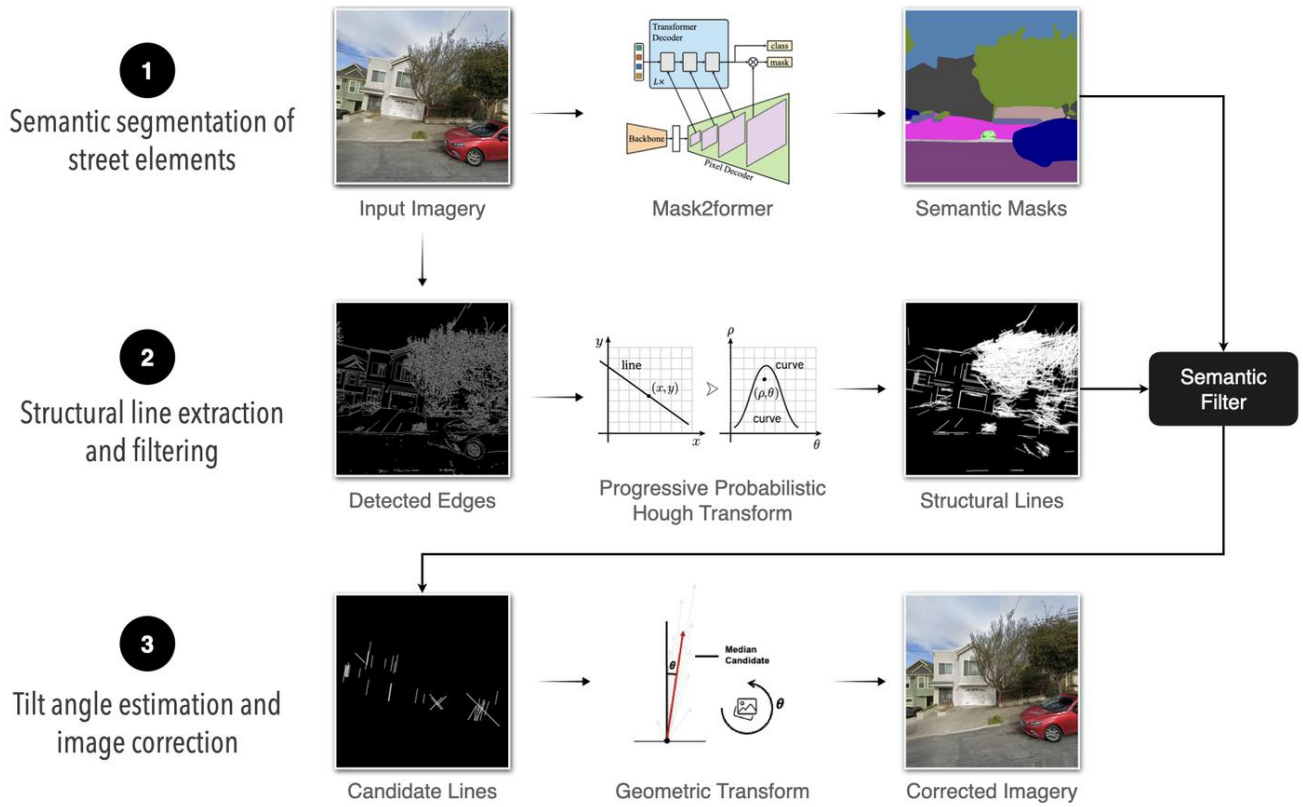 1
Semantic segmentation of
street elements
Input Imagery
Transformer
Decoder
L×
class
mask
Backbone
Pixel Decoder
Mask2former
Semantic Masks
2
Structural line extraction
and filtering
Detected Edges
y
line
(x, y)
x
ρ
curve
(ρ,θ)
curve
θ
Progressive Probabilistic
Hough Transform
Structural Lines
Semantic
Filter
3
Tilt angle estimation and
image correction
Candidate Lines
θ
Median
Candidate
θ
Geometric Transform
Corrected Imagery